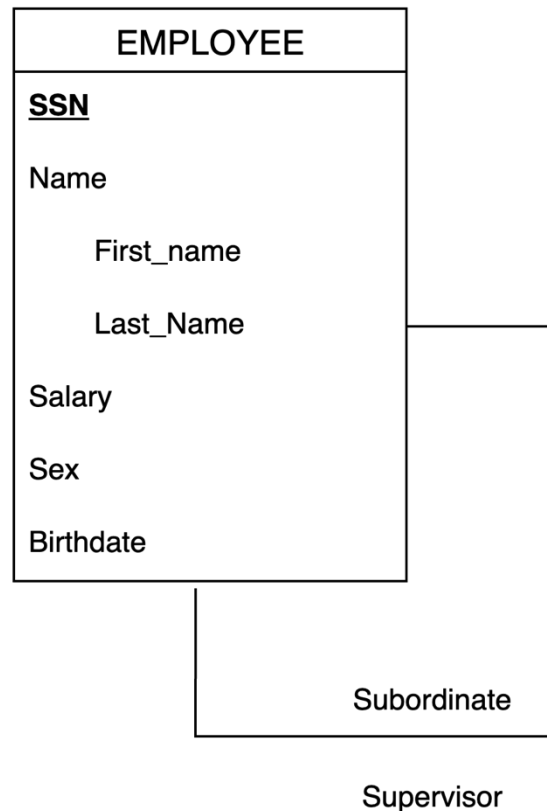 EMPLOYEE
SSN
Name
First_name
Last_Name
Salary
Sex
Birthdate
Subordinate
Supervisor